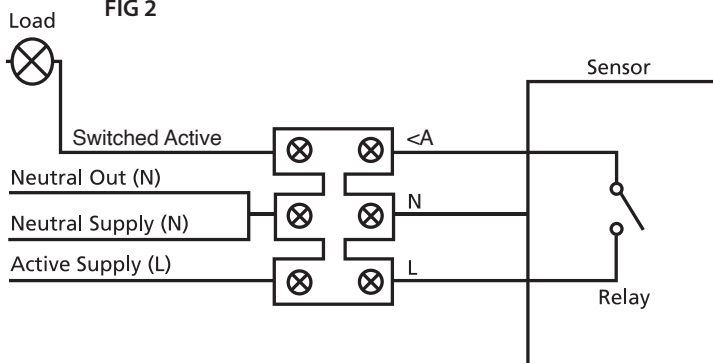 FIG 2
Load
Sensor
Switched Active
<A
Neutral Out (N)
N
Neutral Supply (N)
Active Supply (L)
L
Relay